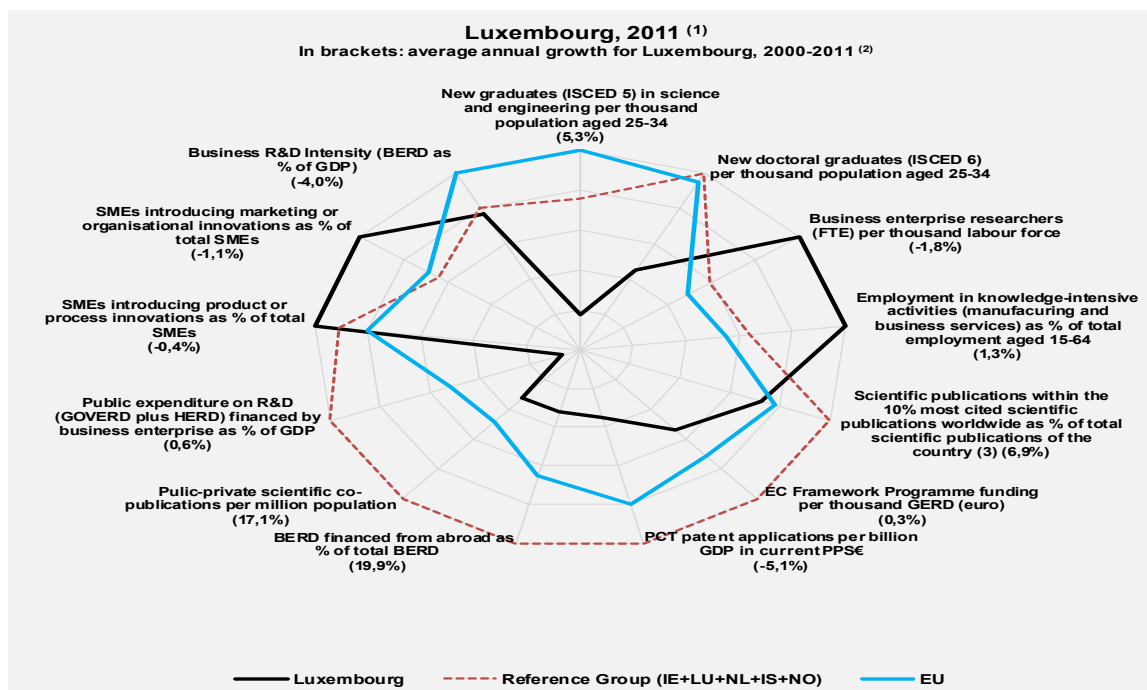 Luxembourg, 2011 (1)
In brackets: average annual growth for Luxembourg, 2000-2011 (2)
New graduates (ISCED 5) in science
and engineering per thousand
population aged 25-34
(5,3%)
New doctoral graduates (ISCED 6)
per thousand population aged 25-34
Business enterprise researchers
(FTE) per thousand labour force
(-1,8%)
Employment in knowledge-intensive
activities (manufacuring and
business services) as % of total
employment aged 15-64
(1,3%)
Scientific publications within the
10% most cited scientific
publications worldwide as % of total
scientific publications of the
country (3) (6,9%)
EC Framework Programme funding
per thousand GERD (euro)
(0,3%)
PCT patent applications per billion
GDP in current PPS€
(-5,1%)
BERD financed from abroad as
% of total BERD
(19,9%)
Pulic-private scientific co-
publications per million population
(17,1%)
Public expenditure on R&D
(GOVERD plus HERD) financed by
business enterprise as % of GDP
(0,6%)
SMEs introducing product or
process innovations as % of total
SMEs
(-0,4%)
SMEs introducing marketing or
organisational innovations as % of
total SMEs
(-1,1%)
Business R&D Intensity (BERD as
% of GDP)
(-4,0%)
Luxembourg
Reference Group (IE+LU+NL+IS+NO)
EU